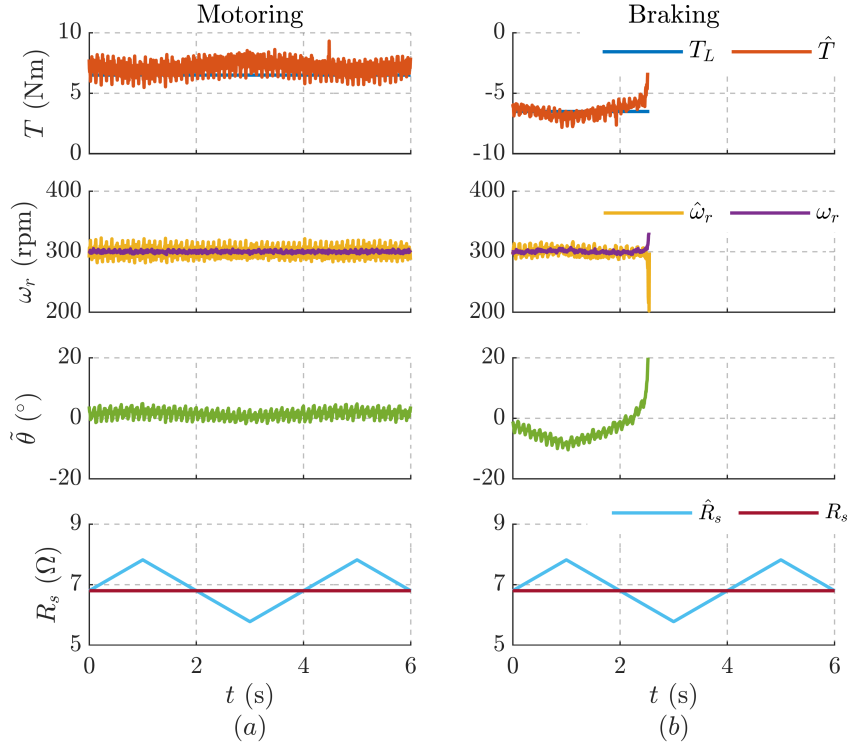 Motoring
Braking
10
5
0
T (Nm)
0
-5
-10
T_L
T̂
400
300
200
ω_r (rpm)
400
300
200
ω̂_r
ω_r
20
0
-20
θ̃ (°)
20
0
-20
9
7
5
R_s (Ω)
0
2
4
6
t (s)
(a)
9
7
5
R̂_s
R_s
0
2
4
6
t (s)
(b)